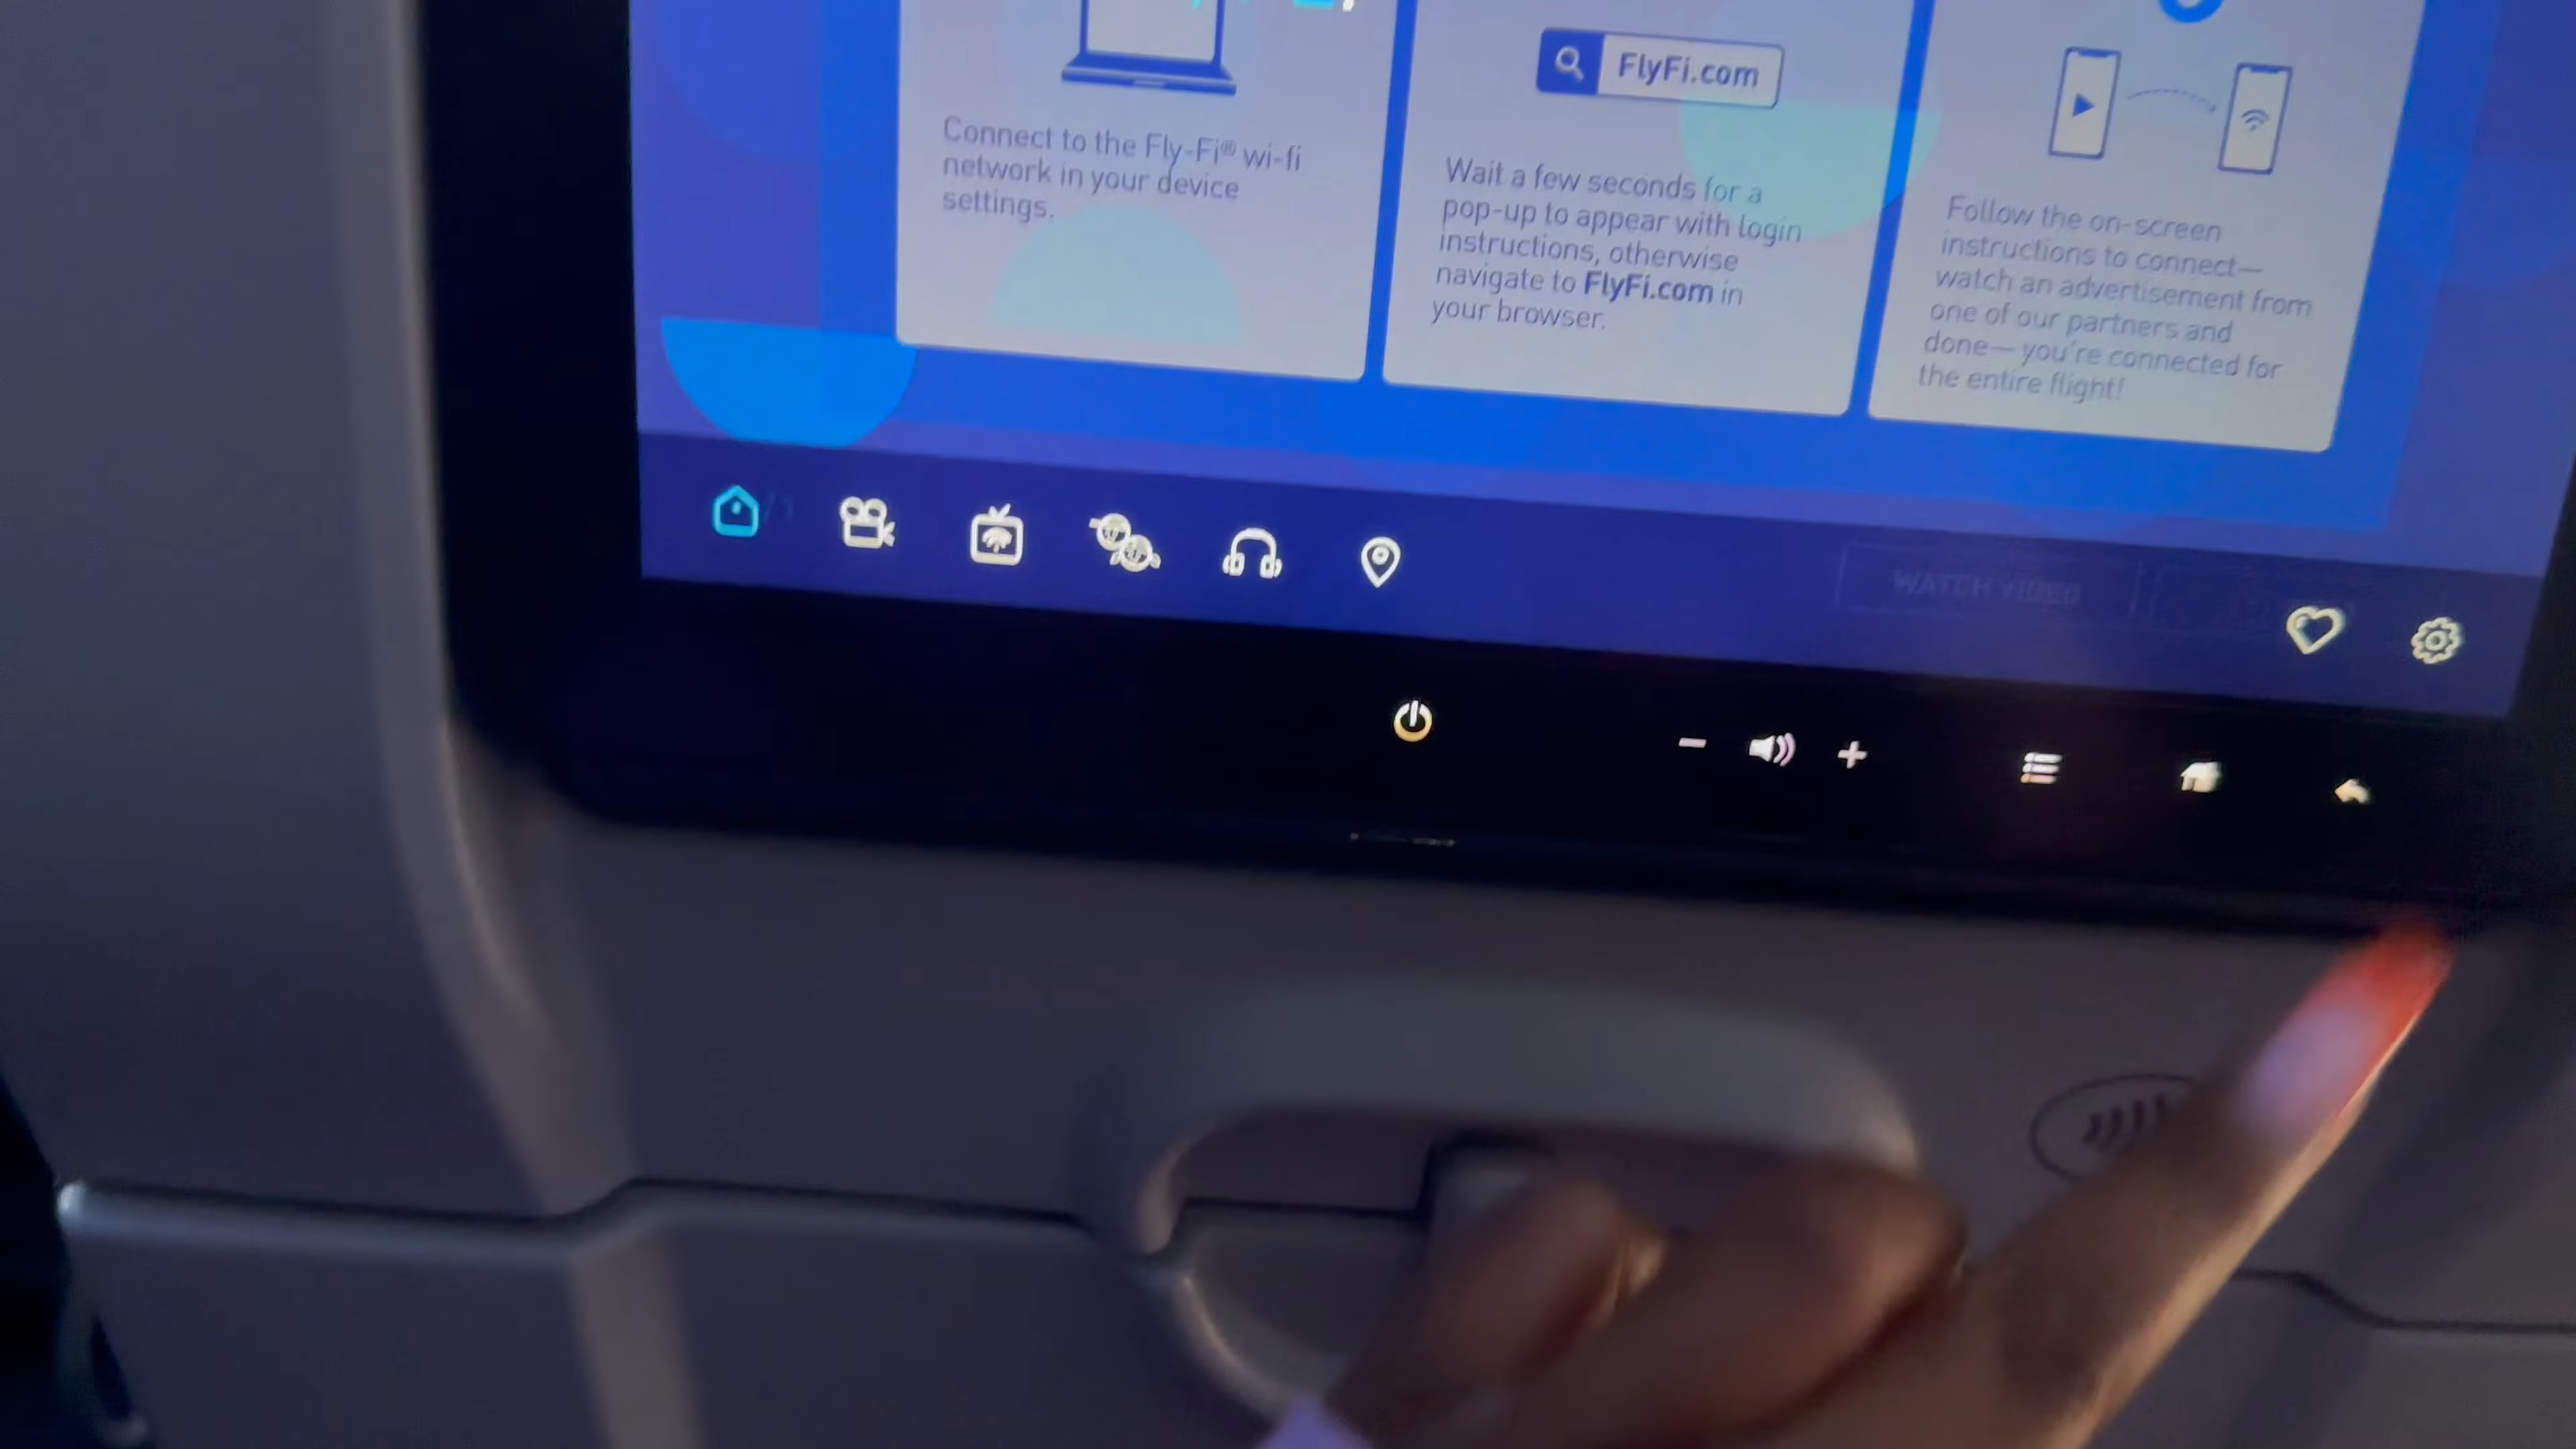 FlyFi.com
Connect to the Fly-Fi® wi-fi
network in your device
settings.
Wait a few seconds for a
pop-up to appear with login
instructions, otherwise
navigate to FlyFi.com in
your browser.
Follow the on-screen
instructions to connect—
watch an advertisement from
one of our partners and
done— you're connected for
the entire flight!
WATCH VIDEO